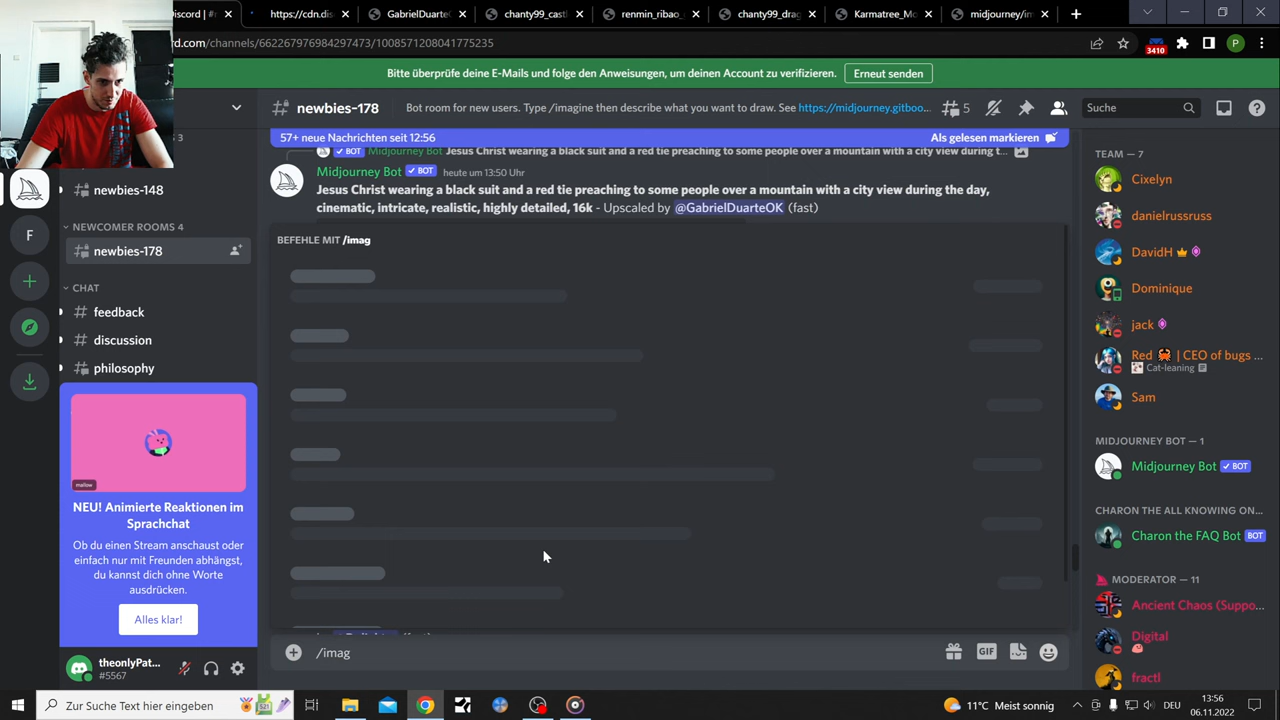 Discord | #n
https://cdn.dis
GabrielDuarteO
chanty99_castl
renmin_ribao_
chanty99_drag
Karmatree_Mo
midjourney/im
rd.com/channels/662267976984297473/1008571208041775235
3410
P
Bitte überprüfe deine E-Mails und folge den Anweisungen, um deinen Account zu verifizieren.
Erneut senden
newbies-178
Bot room for new users. Type /imagine then describe what you want to draw. See https://midjourney.gitboo...
5
Suche
3
newbies-148
NEWCOMER ROOMS 4
newbies-178
CHAT
feedback
discussion
philosophy
F
mallow
NEU! Animierte Reaktionen im
Sprachchat
Ob du einen Stream anschaust oder
einfach nur mit Freunden abhängst,
du kannst dich ohne Worte
ausdrücken.
Alles klar!
theonlyPat...
#5567
57+ neue Nachrichten seit 12:56
Als gelesen markieren
BOT Midjourney Bot Jesus Christ wearing a black suit and a red tie preaching to some people over a mountain with a city view during t...
Midjourney Bot BOT heute um 13:50 Uhr
Jesus Christ wearing a black suit and a red tie preaching to some people over a mountain with a city view during the day,
cinematic, intricate, realistic, highly detailed, 16k - Upscaled by @GabrielDuarteOK (fast)
BEFEHLE MIT /imag
/imag
GIF
TEAM — 7
Cixelyn
danielrussruss
DavidH
Dominique
jack
Red | CEO of bugs ...
Cat-leaning
Sam
MIDJOURNEY BOT — 1
Midjourney Bot BOT
CHARON THE ALL KNOWING ON...
Charon the FAQ Bot BOT
MODERATOR — 11
Ancient Chaos (Suppo...
Digital
fractl
Zur Suche Text hier eingeben
11°C Meist sonnig
DEU
13:56
06.11.2022